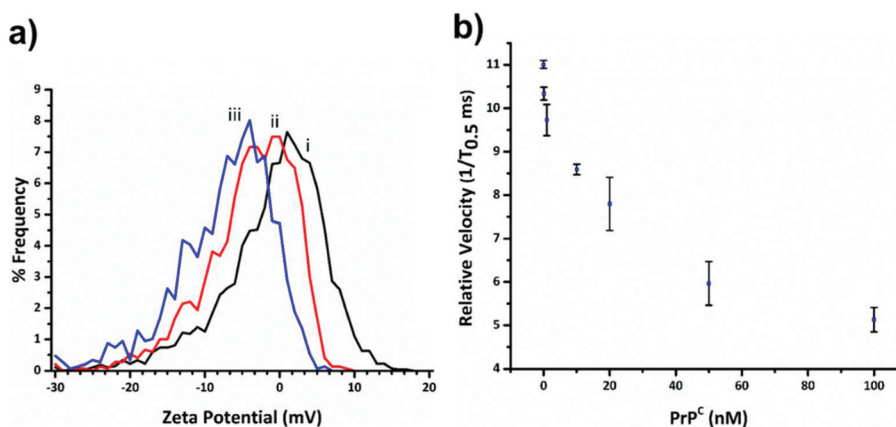 a)
b)
9
8
7
6
5
4
3
2
1
0
% Frequency
iii
ii
i
-30 -20 -10 0 10 20
Zeta Potential (mV)
11
10
9
8
7
6
5
4
Relative Velocity (1/T0.5 ms)
0 20 40 60 80 100
PrPC (nM)